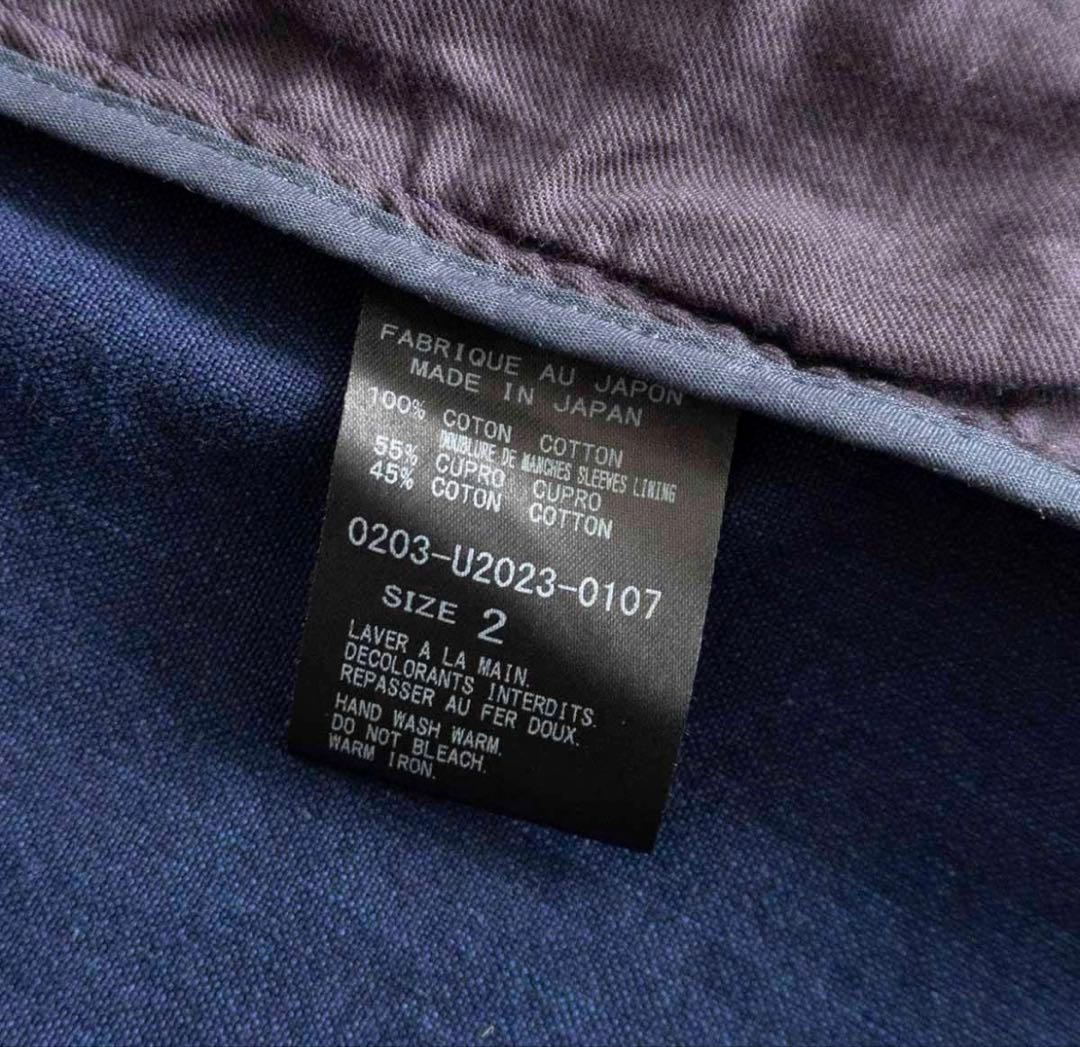 FABRIQUE AU JAPON
MADE IN JAPAN
100% COTON COTTON
DOUBLURE DE MANCHES SLEEVES LINING
55% CUPRO CUPRO
45% COTON COTTON
0203-U2023-0107
SIZE 2
LAVER A LA MAIN.
DECOLORANTS INTERDITS.
REPASSER AU FER DOUX.
HAND WASH WARM.
DO NOT BLEACH.
WARM IRON.